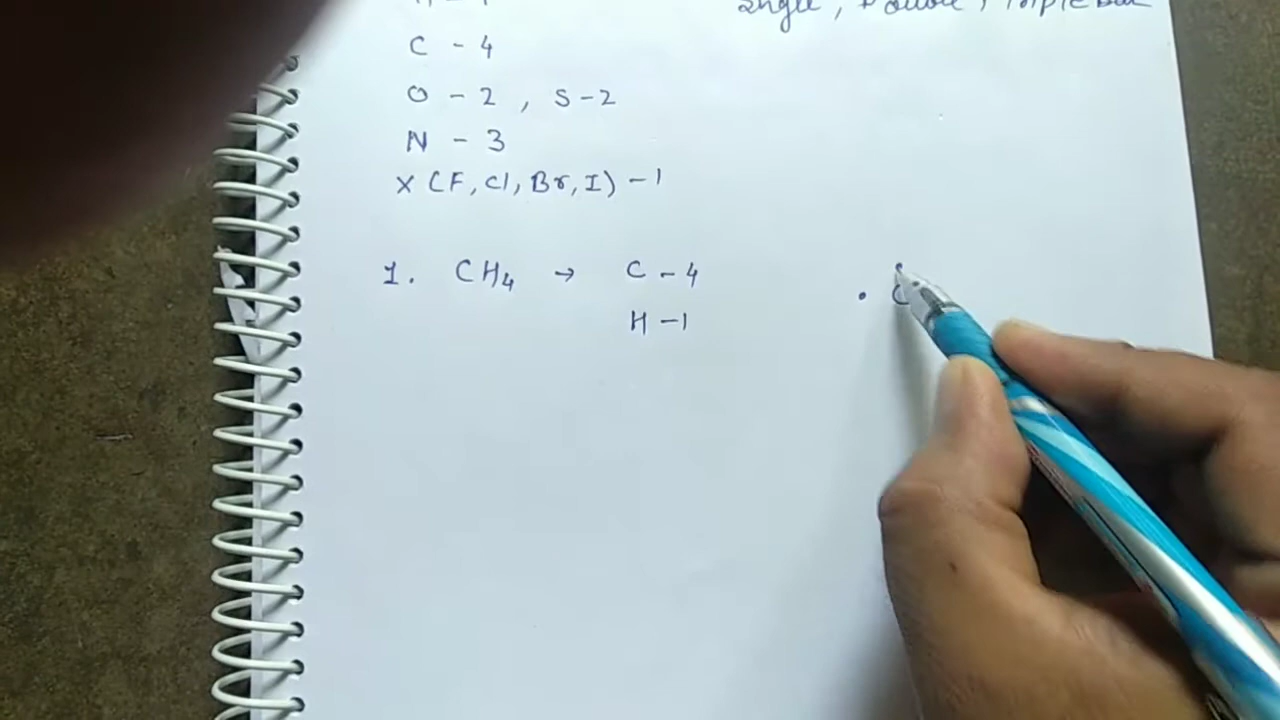 C - 4
O - 2 , S - 2
N - 3
X (F, Cl, Br, I) - 1
1. CH4 → C - 4
H - 1
. C